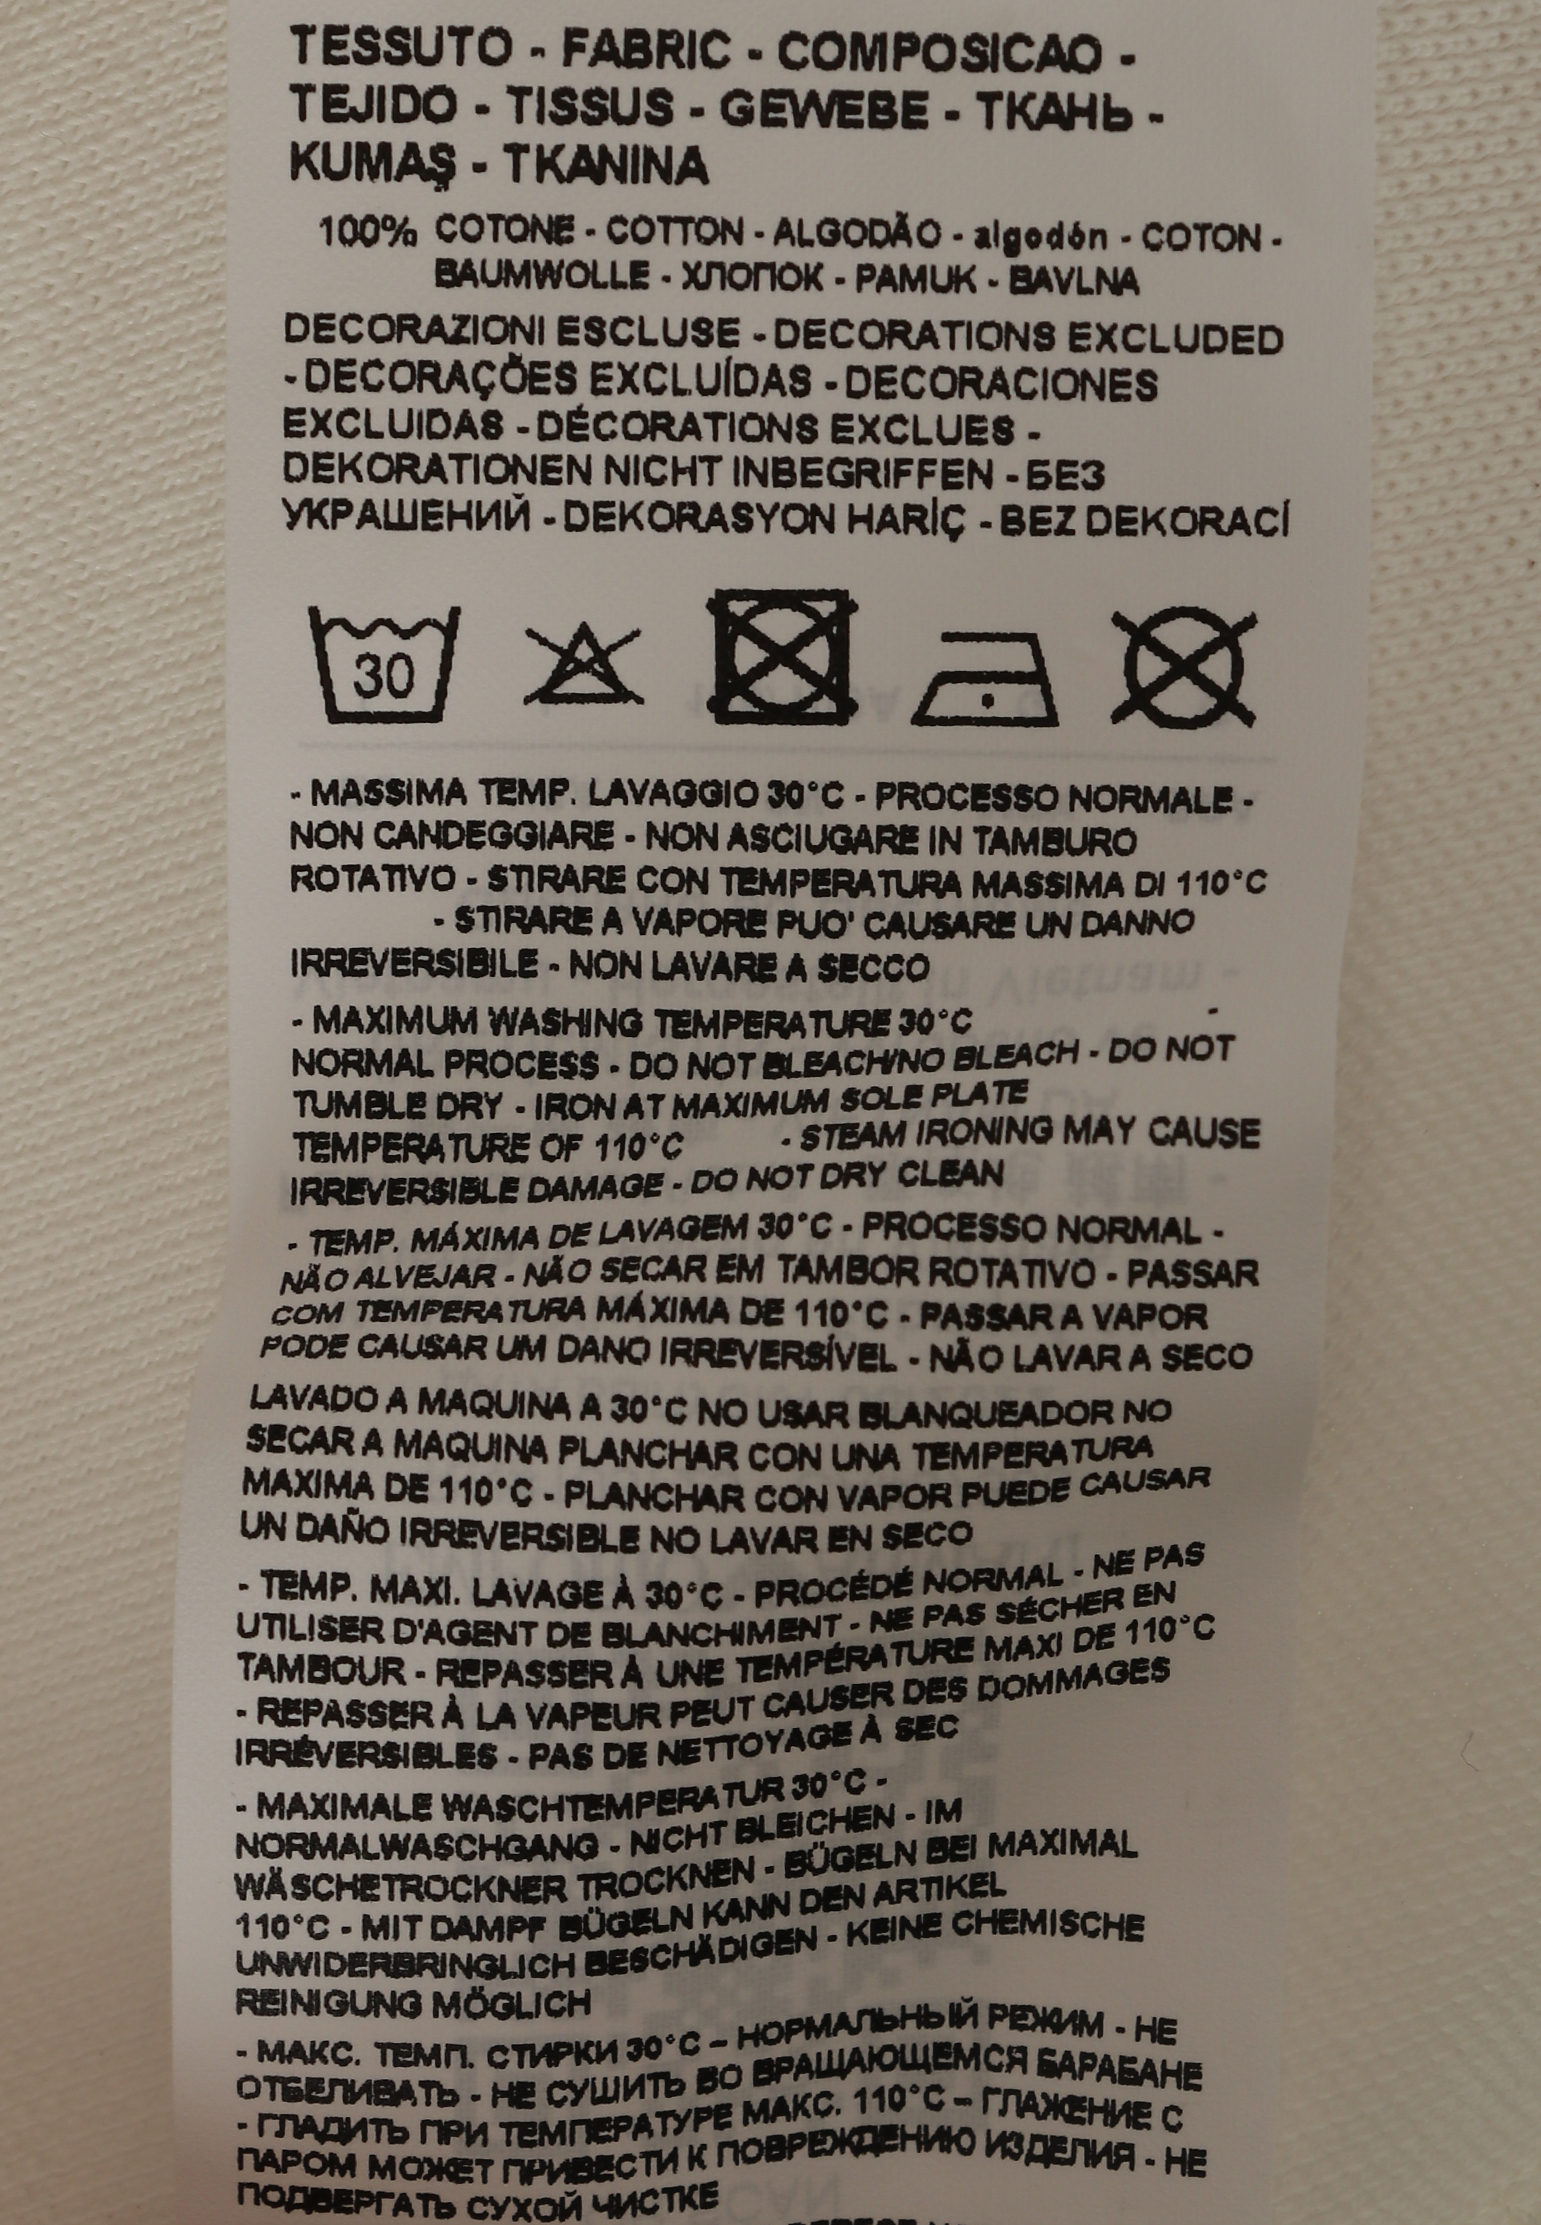 TESSUTO - FABRIC - COMPOSICAO -
TEJIDO - TISSUS - GEWEBE - ТКАНЬ -
KUMAŞ - TKANINA
100% COTONE - COTTON - ALGODÃO - algodón - COTON -
BAUMWOLLE - ХЛОПОК - PAMUK - BAVLNA
DECORAZIONI ESCLUSE - DECORATIONS EXCLUDED
- DECORAÇÕES EXCLUÍDAS - DECORACIONES
EXCLUIDAS - DÉCORATIONS EXCLUES -
DEKORATIONEN NICHT INBEGRIFFEN - БЕЗ
УКРАШЕНИЙ - DEKORASYON HARİÇ - BEZ DEKORACÍ
30
- MASSIMA TEMP. LAVAGGIO 30°C - PROCESSO NORMALE -
NON CANDEGGIARE - NON ASCIUGARE IN TAMBURO
ROTATIVO - STIRARE CON TEMPERATURA MASSIMA DI 110°C
- STIRARE A VAPORE PUO' CAUSARE UN DANNO
IRREVERSIBILE - NON LAVARE A SECCO
- MAXIMUM WASHING TEMPERATURE 30°C -
NORMAL PROCESS - DO NOT BLEACH/NO BLEACH - DO NOT
TUMBLE DRY - IRON AT MAXIMUM SOLE PLATE
TEMPERATURE OF 110°C - STEAM IRONING MAY CAUSE
IRREVERSIBLE DAMAGE - DO NOT DRY CLEAN
- TEMP. MÁXIMA DE LAVAGEM 30°C - PROCESSO NORMAL -
NÃO ALVEJAR - NÃO SECAR EM TAMBOR ROTATIVO - PASSAR
COM TEMPERATURA MÁXIMA DE 110°C - PASSAR A VAPOR
PODE CAUSAR UM DANO IRREVERSÍVEL - NÃO LAVAR A SECO
LAVADO A MAQUINA A 30°C NO USAR BLANQUEADOR NO
SECAR A MAQUINA PLANCHAR CON UNA TEMPERATURA
MAXIMA DE 110°C - PLANCHAR CON VAPOR PUEDE CAUSAR
UN DAÑO IRREVERSIBLE NO LAVAR EN SECO
- TEMP. MAXI. LAVAGE À 30°C - PROCÉDÉ NORMAL - NE PAS
UTILISER D'AGENT DE BLANCHIMENT - NE PAS SÉCHER EN
TAMBOUR - REPASSER À UNE TEMPÉRATURE MAXI DE 110°C
- REPASSER À LA VAPEUR PEUT CAUSER DES DOMMAGES
IRRÉVERSIBLES - PAS DE NETTOYAGE À SEC
- MAXIMALE WASCHTEMPERATUR 30°C -
NORMALWASCHGANG - NICHT BLEICHEN - IM
WÄSCHETROCKNER TROCKNEN - BÜGELN BEI MAXIMAL
110°C - MIT DAMPF BÜGELN KANN DEN ARTIKEL
UNWIDERBRINGLICH BESCHÄDIGEN - KEINE CHEMISCHE
REINIGUNG MÖGLICH
- МАКС. ТЕМП. СТИРКИ 30°C – НОРМАЛЬНЫЙ РЕЖИМ - НЕ
ОТБЕЛИВАТЬ - НЕ СУШИТЬ ВО ВРАЩАЮЩЕМСЯ БАРАБАНЕ
- ГЛАДИТЬ ПРИ ТЕМПЕРАТУРЕ МАКС. 110°C – ГЛАЖЕНИЕ С
ПАРОМ МОЖЕТ ПРИВЕСТИ К ПОВРЕЖДЕНИЮ ИЗДЕЛИЯ - НЕ
ПОДВЕРГАТЬ СУХОЙ ЧИСТКЕ